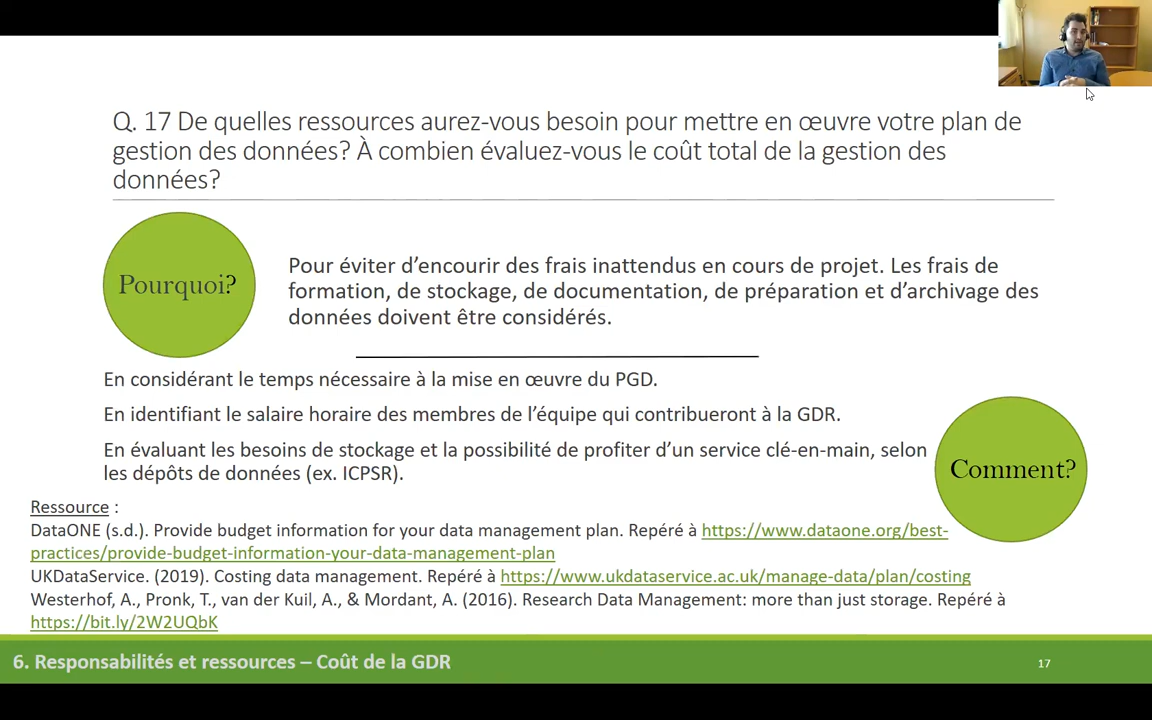 Q. 17 De quelles ressources aurez-vous besoin pour mettre en œuvre votre plan de
gestion des données? À combien évaluez-vous le coût total de la gestion des
données?
Pourquoi?
Pour éviter d’encourir des frais inattendus en cours de projet. Les frais de
formation, de stockage, de documentation, de préparation et d’archivage des
données doivent être considérés.
En considérant le temps nécessaire à la mise en œuvre du PGD.
En identifiant le salaire horaire des membres de l’équipe qui contribueront à la GDR.
En évaluant les besoins de stockage et la possibilité de profiter d’un service clé-en-main, selon
les dépôts de données (ex. ICPSR).
Comment?
Ressource :
DataONE (s.d.). Provide budget information for your data management plan. Repéré à https://www.dataone.org/best-
practices/provide-budget-information-your-data-management-plan
UKDataService. (2019). Costing data management. Repéré à https://www.ukdataservice.ac.uk/manage-data/plan/costing
Westerhof, A., Pronk, T., van der Kuil, A., & Mordant, A. (2016). Research Data Management: more than just storage. Repéré à
https://bit.ly/2W2UQbK
6. Responsabilités et ressources – Coût de la GDR
17